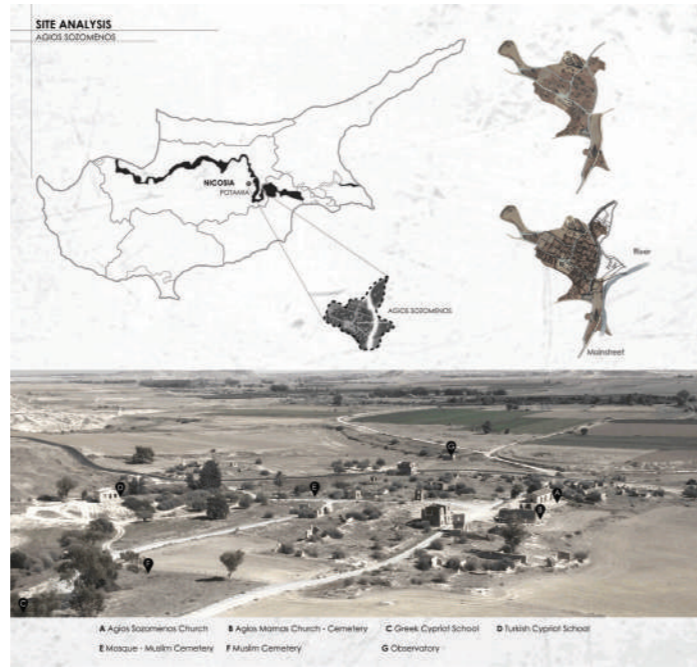 SITE ANALYSIS
AGIOS SOZOMENOS
NICOSIA
POTAMIA
AGIOS SOZOMENOS
River
Mainstreet
G
D
E
A
B
F
C
A Agios Sozomenos Church B Agios Mamas Church - Cemetery C Greek Cypriot School D Turkish Cypriot School
E Mosque - Muslim Cemetery F Muslim Cemetery G Observatory